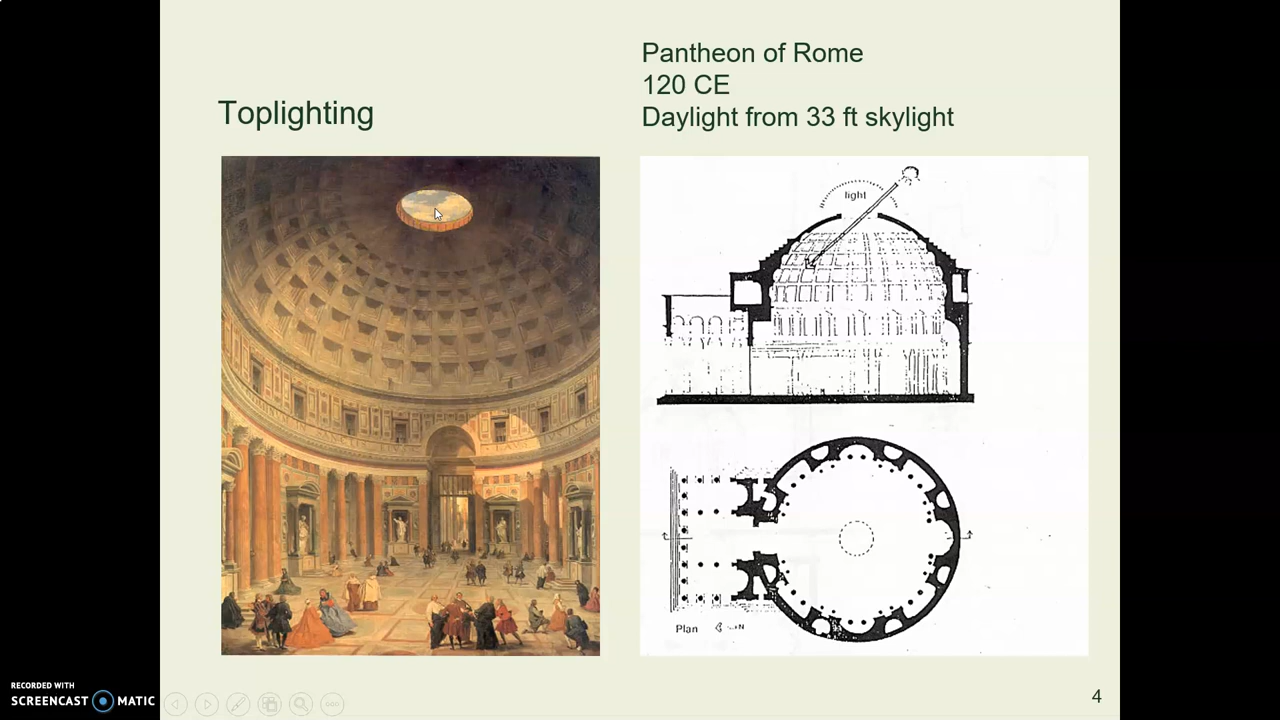 Pantheon of Rome
120 CE
Toplighting
Daylight from 33 ft skylight
light
Plan
N
4
RECORDED WITH
SCREENCAST MATIC